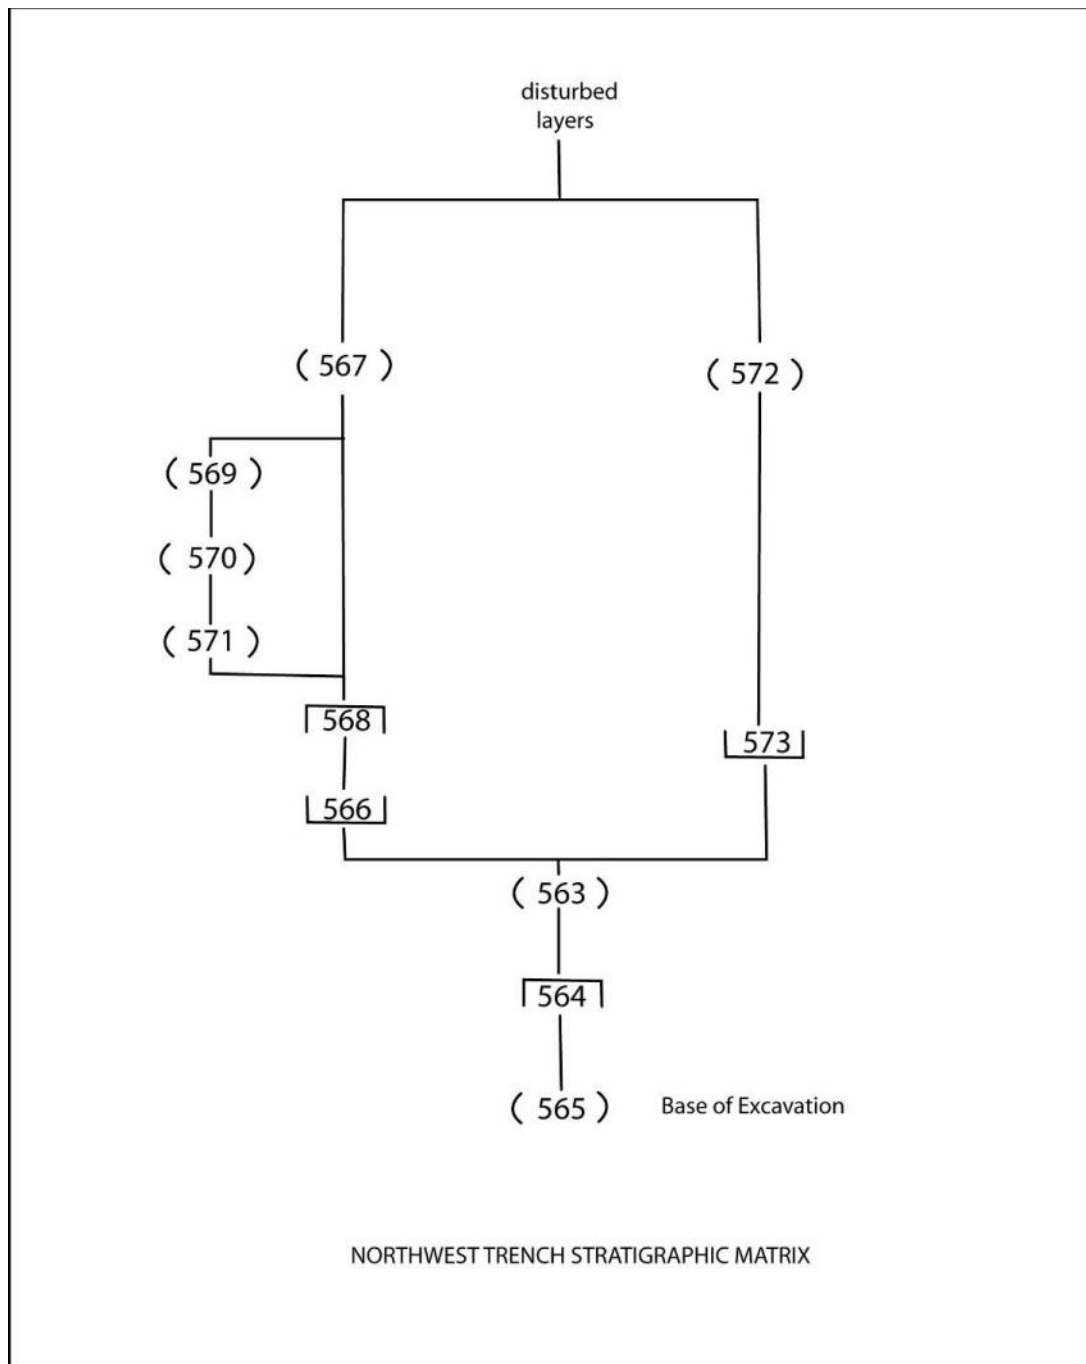 disturbed
layers
( 567 )
( 572 )
( 569 )
( 570 )
( 571 )
568
573
566
( 563 )
564
( 565 )
Base of Excavation
NORTHWEST TRENCH STRATIGRAPHIC MATRIX